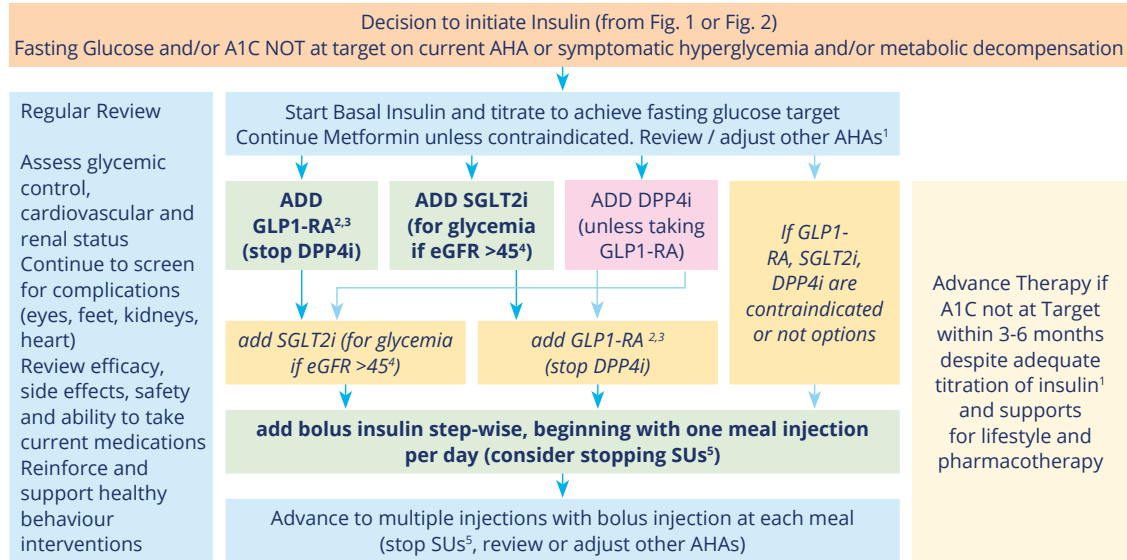 Decision to initiate Insulin (from Fig. 1 or Fig. 2)
Fasting Glucose and/or A1C NOT at target on current AHA or symptomatic hyperglycemia and/or metabolic decompensation
Regular Review
Assess glycemic
control,
cardiovascular and
renal status
Continue to screen
for complications
(eyes, feet, kidneys,
heart)
Review efficacy,
side effects, safety
and ability to take
current medications
Reinforce and
support healthy
behaviour
interventions
Start Basal Insulin and titrate to achieve fasting glucose target
Continue Metformin unless contraindicated. Review / adjust other AHAs¹
ADD
GLP1-RA²,³
(stop DPP4i)
ADD SGLT2i
(for glycemia
if eGFR >45⁴)
ADD DPP4i
(unless taking
GLP1-RA)
If GLP1-
RA, SGLT2i,
DPP4i are
contraindicated
or not options
add SGLT2i (for glycemia
if eGFR >45⁴)
add GLP1-RA ²,³
(stop DPP4i)
add bolus insulin step-wise, beginning with one meal injection
per day (consider stopping SUs⁵)
Advance to multiple injections with bolus injection at each meal
(stop SUs⁵, review or adjust other AHAs)
Advance Therapy if
A1C not at Target
within 3-6 months
despite adequate
titration of insulin¹
and supports
for lifestyle and
pharmacotherapy